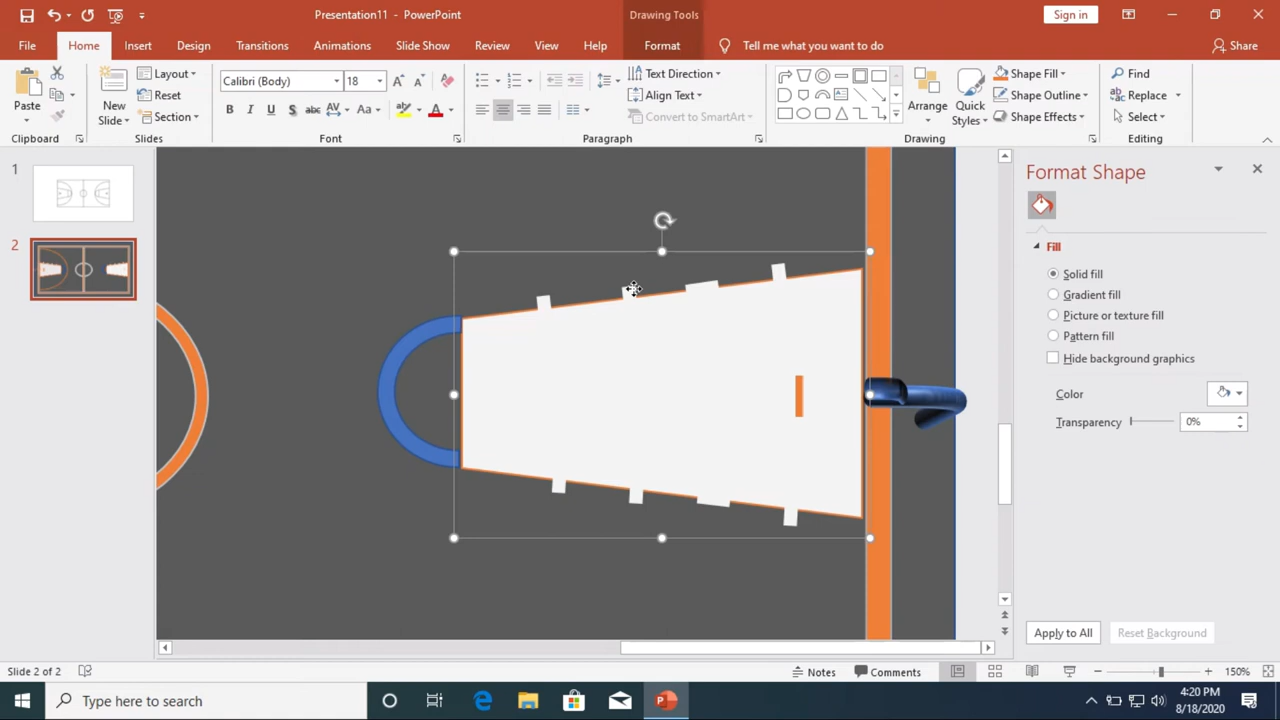 Presentation11 - PowerPoint
Drawing Tools
Sign in
File
Home
Insert
Design
Transitions
Animations
Slide Show
Review
View
Help
Format
Tell me what you want to do
Share
Paste
Clipboard
New
Slide
Layout
Reset
Section
Slides
Calibri (Body)
18
B
I
U
S
abc
AV
Aa
A
Font
Text Direction
Align Text
Convert to SmartArt
Paragraph
Arrange
Quick
Styles
Shape Fill
Shape Outline
Shape Effects
Drawing
Find
Replace
Select
Editing
1
2
Format Shape
Fill
Solid fill
Gradient fill
Picture or texture fill
Pattern fill
Hide background graphics
Color
Transparency
0%
Apply to All
Reset Background
Slide 2 of 2
Notes
Comments
150%
Type here to search
4:20 PM
8/18/2020